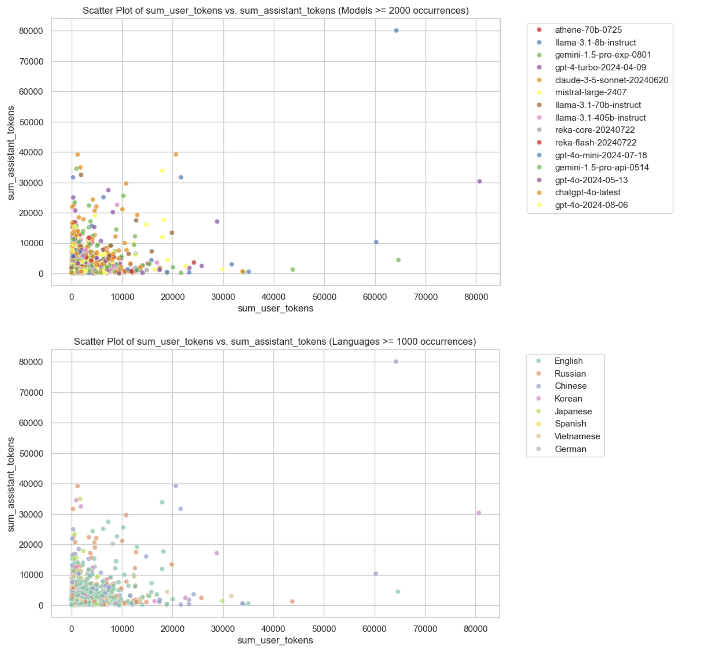 Scatter Plot of sum_user_tokens vs. sum_assistant_tokens (Models >= 2000 occurrences)
80000
70000
60000
50000
40000
30000
20000
10000
0
sum_assistant_tokens
0 10000 20000 30000 40000 50000 60000 70000 80000
sum_user_tokens
athene-70b-0725
llama-3.1-8b-instruct
gemini-1.5-pro-exp-0801
gpt-4-turbo-2024-04-09
claude-3-5-sonnet-20240620
mistral-large-2407
llama-3.1-70b-instruct
llama-3.1-405b-instruct
reka-core-20240722
reka-flash-20240722
gpt-4o-mini-2024-07-18
gemini-1.5-pro-api-0514
gpt-4o-2024-05-13
chatgpt-4o-latest
gpt-4o-2024-08-06
Scatter Plot of sum_user_tokens vs. sum_assistant_tokens (Languages >= 1000 occurrences)
80000
70000
60000
50000
40000
30000
20000
10000
0
sum_assistant_tokens
0 10000 20000 30000 40000 50000 60000 70000 80000
sum_user_tokens
English
Russian
Chinese
Korean
Japanese
Spanish
Vietnamese
German